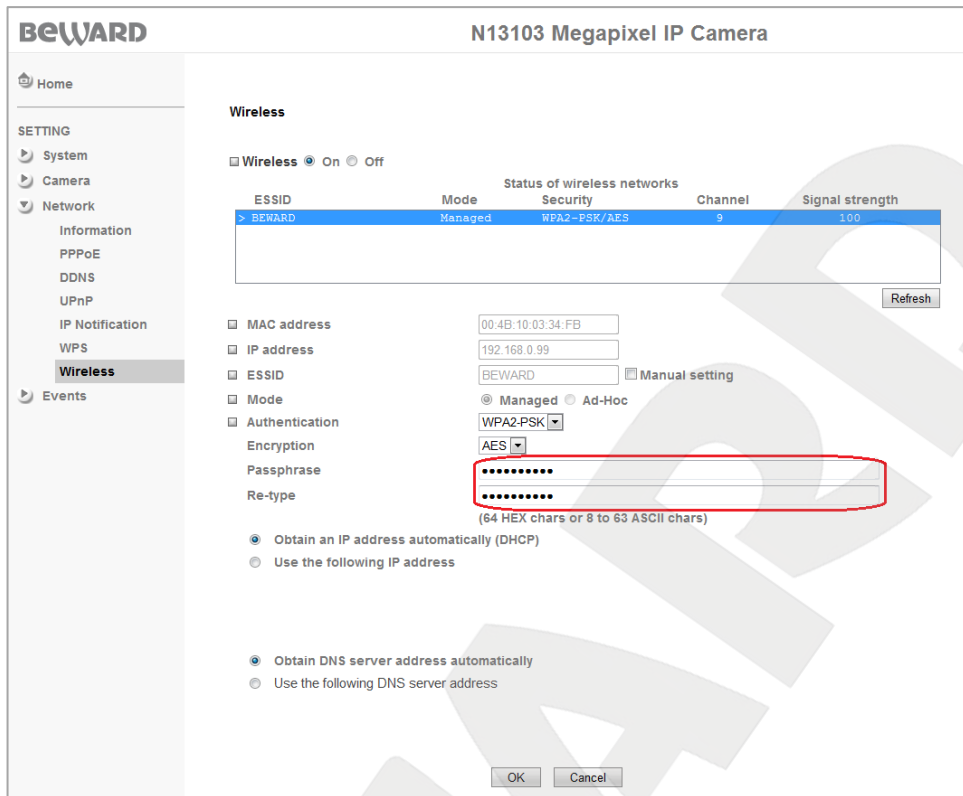 BEWARD
N13103 Megapixel IP Camera
Home
SETTING
System
Camera
Network
Information
PPPoE
DDNS
UPnP
IP Notification
WPS
Wireless
Events
Wireless
Wireless On Off
Status of wireless networks
ESSID Mode Security Channel Signal strength
> BEWARD Managed WPA2-PSK/AES 9 100
Refresh
MAC address 00:4B:10:03:34:FB
IP address 192.168.0.99
ESSID BEWARD Manual setting
Mode Managed Ad-Hoc
Authentication WPA2-PSK
Encryption AES
Passphrase ••••••••••
Re-type ••••••••••
(64 HEX chars or 8 to 63 ASCII chars)
Obtain an IP address automatically (DHCP)
Use the following IP address
Obtain DNS server address automatically
Use the following DNS server address
OK Cancel